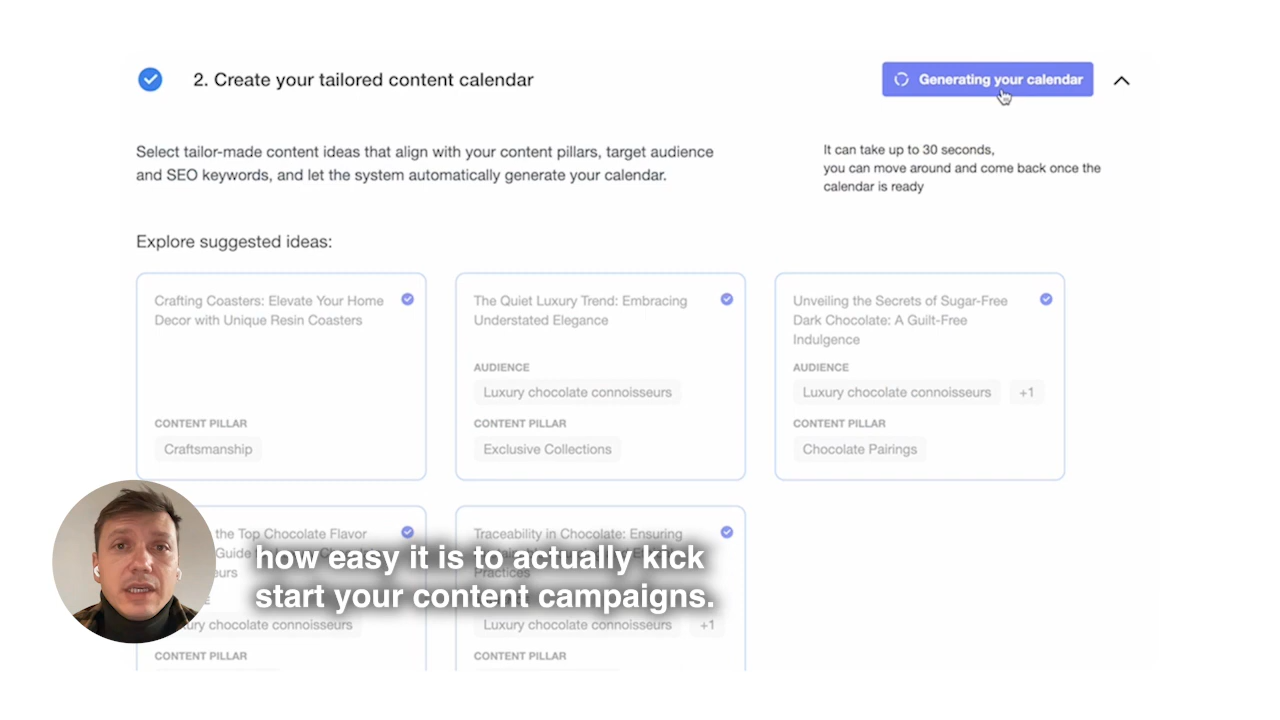 2. Create your tailored content calendar
Generating your calendar
Select tailor-made content ideas that align with your content pillars, target audience
and SEO keywords, and let the system automatically generate your calendar.
It can take up to 30 seconds,
you can move around and come back once the
calendar is ready
Explore suggested ideas:
Crafting Coasters: Elevate Your Home
Decor with Unique Resin Coasters
CONTENT PILLAR
Craftsmanship
The Quiet Luxury Trend: Embracing
Understated Elegance
AUDIENCE
Luxury chocolate connoisseurs
CONTENT PILLAR
Exclusive Collections
Unveiling the Secrets of Sugar-Free
Dark Chocolate: A Guilt-Free
Indulgence
AUDIENCE
Luxury chocolate connoisseurs +1
CONTENT PILLAR
Chocolate Pairings
the Top Chocolate Flavor
Guide
chocolate connoisseurs
CONTENT PILLAR
Traceability in Chocolate: Ensuring
Practices
Luxury chocolate connoisseurs +1
CONTENT PILLAR
how easy it is to actually kick
start your content campaigns.